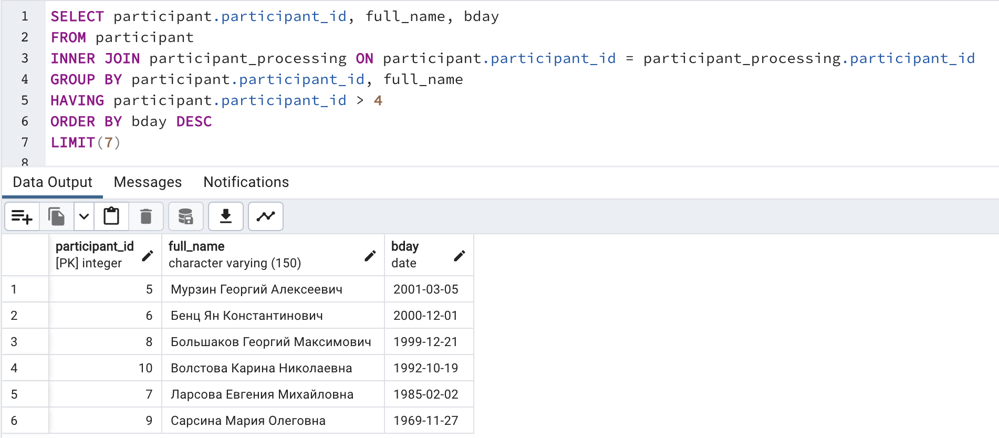 1 SELECT participant.participant_id, full_name, bday
2 FROM participant
3 INNER JOIN participant_processing ON participant.participant_id = participant_processing.participant_id
4 GROUP BY participant.participant_id, full_name
5 HAVING participant.participant_id > 4
6 ORDER BY bday DESC
7 LIMIT(7)
8
Data Output Messages Notifications
participant_id full_name bday
[PK] integer character varying (150) date
1 5 Мурзин Георгий Алексеевич 2001-03-05
2 6 Бенц Ян Константинович 2000-12-01
3 8 Большаков Георгий Максимович 1999-12-21
4 10 Волстова Карина Николаевна 1992-10-19
5 7 Ларсова Евгения Михайловна 1985-02-02
6 9 Сарсина Мария Олеговна 1969-11-27